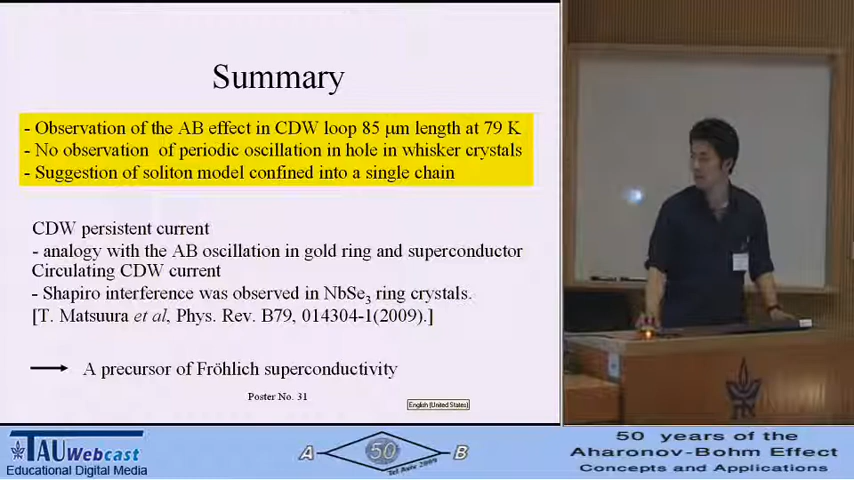 Summary
- Observation of the AB effect in CDW loop 85 μm length at 79 K
- No observation of periodic oscillation in hole in whisker crystals
- Suggestion of soliton model confined into a single chain
CDW persistent current
- analogy with the AB oscillation in gold ring and superconductor
Circulating CDW current
- Shapiro interference was observed in NbSe₃ ring crystals.
[T. Matsuura et al, Phys. Rev. B79, 014304-1(2009).]
A precursor of Fröhlich superconductivity
Poster No. 31
English (United States)
TAU Webcast
Educational Digital Media
A 50 B
Tel Aviv 2009
50 years of the
Aharonov-Bohm Effect
Concepts and Applications